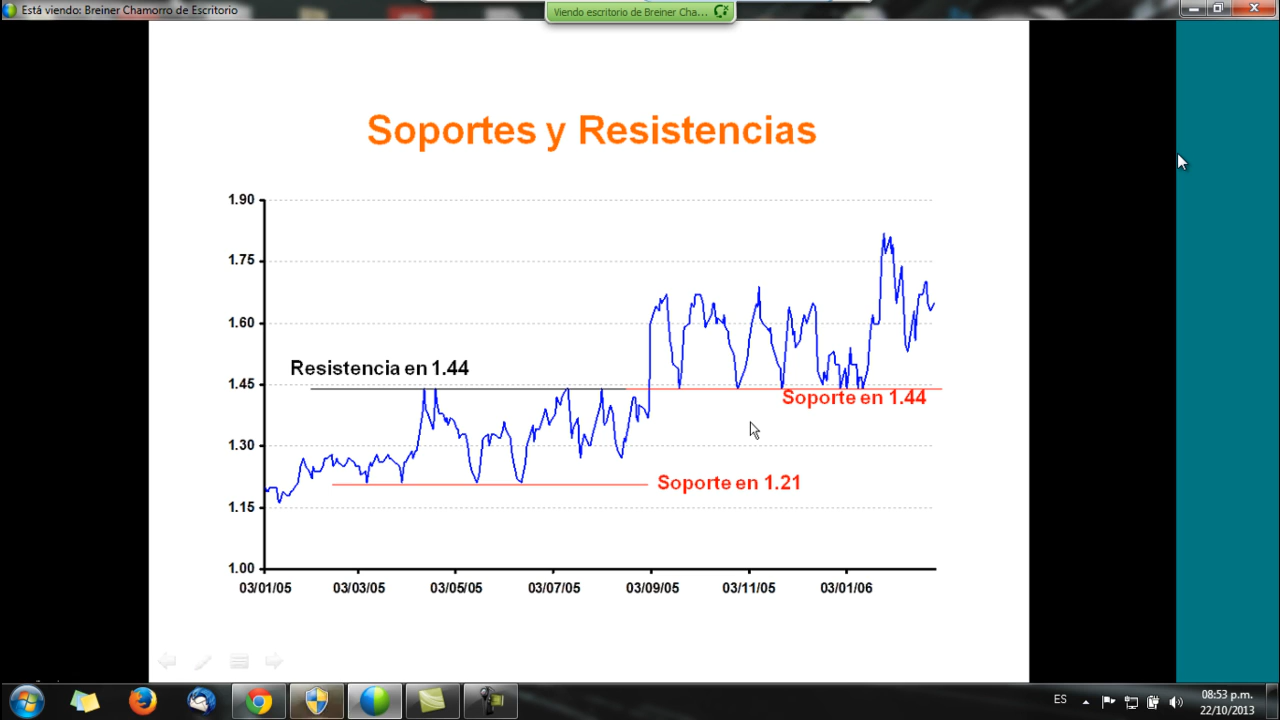 Está viendo: Breiner Chamorro de Escritorio
Viendo escritorio de Breiner Cha...
Soportes y Resistencias
1.90
1.75
1.60
1.45
1.30
1.15
1.00
Resistencia en 1.44
Soporte en 1.44
Soporte en 1.21
03/01/05 03/03/05 03/05/05 03/07/05 03/09/05 03/11/05 03/01/06
ES
08:53 p.m.
22/10/2013